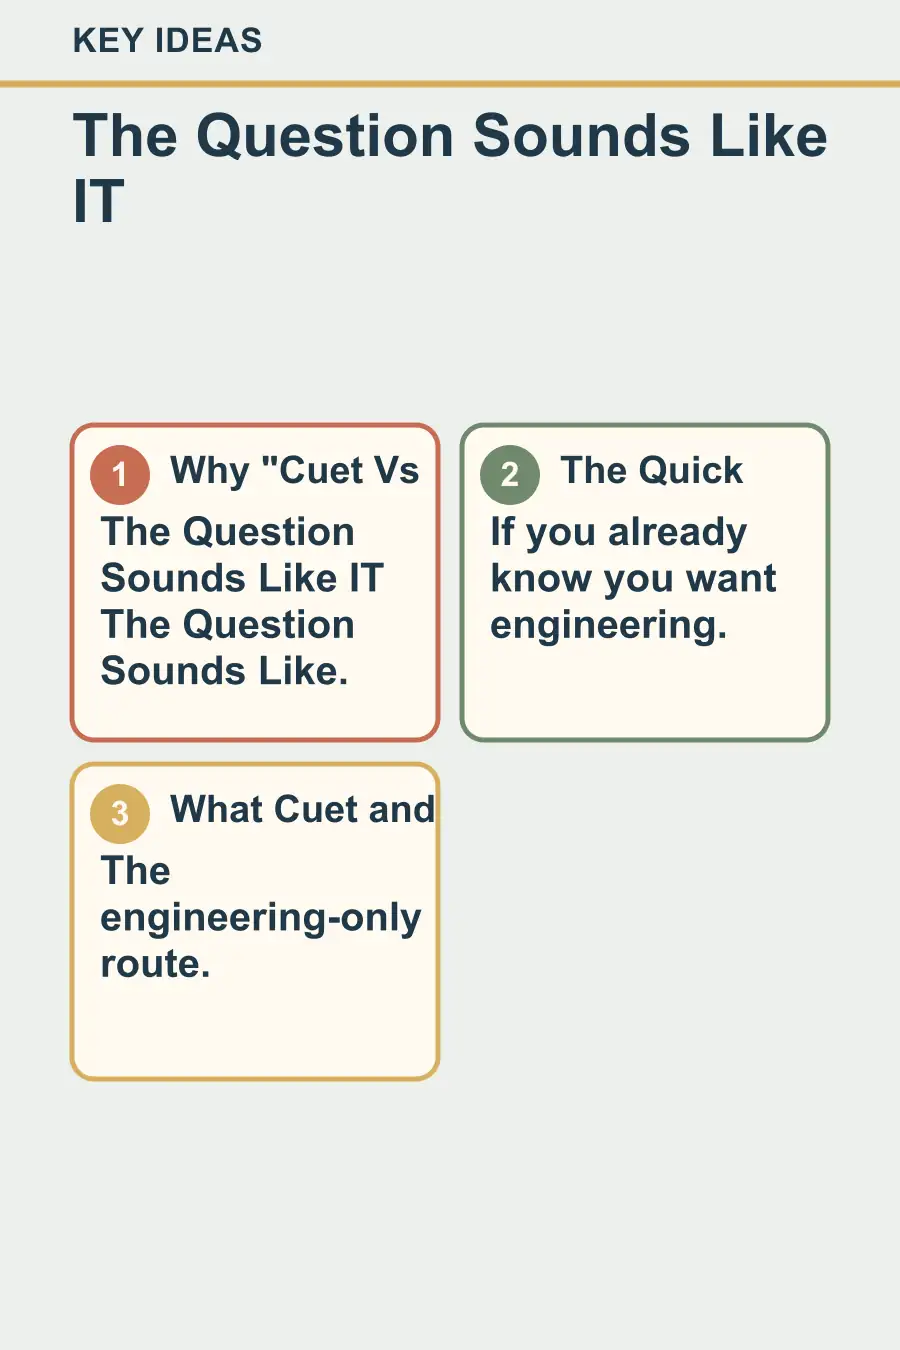 KEY IDEAS
The Question Sounds Like
IT
1 Why "Cuet Vs
The Question
Sounds Like IT
The Question
Sounds Like.
2 The Quick
If you already
know you want
engineering.
3 What Cuet and
The
engineering-only
route.